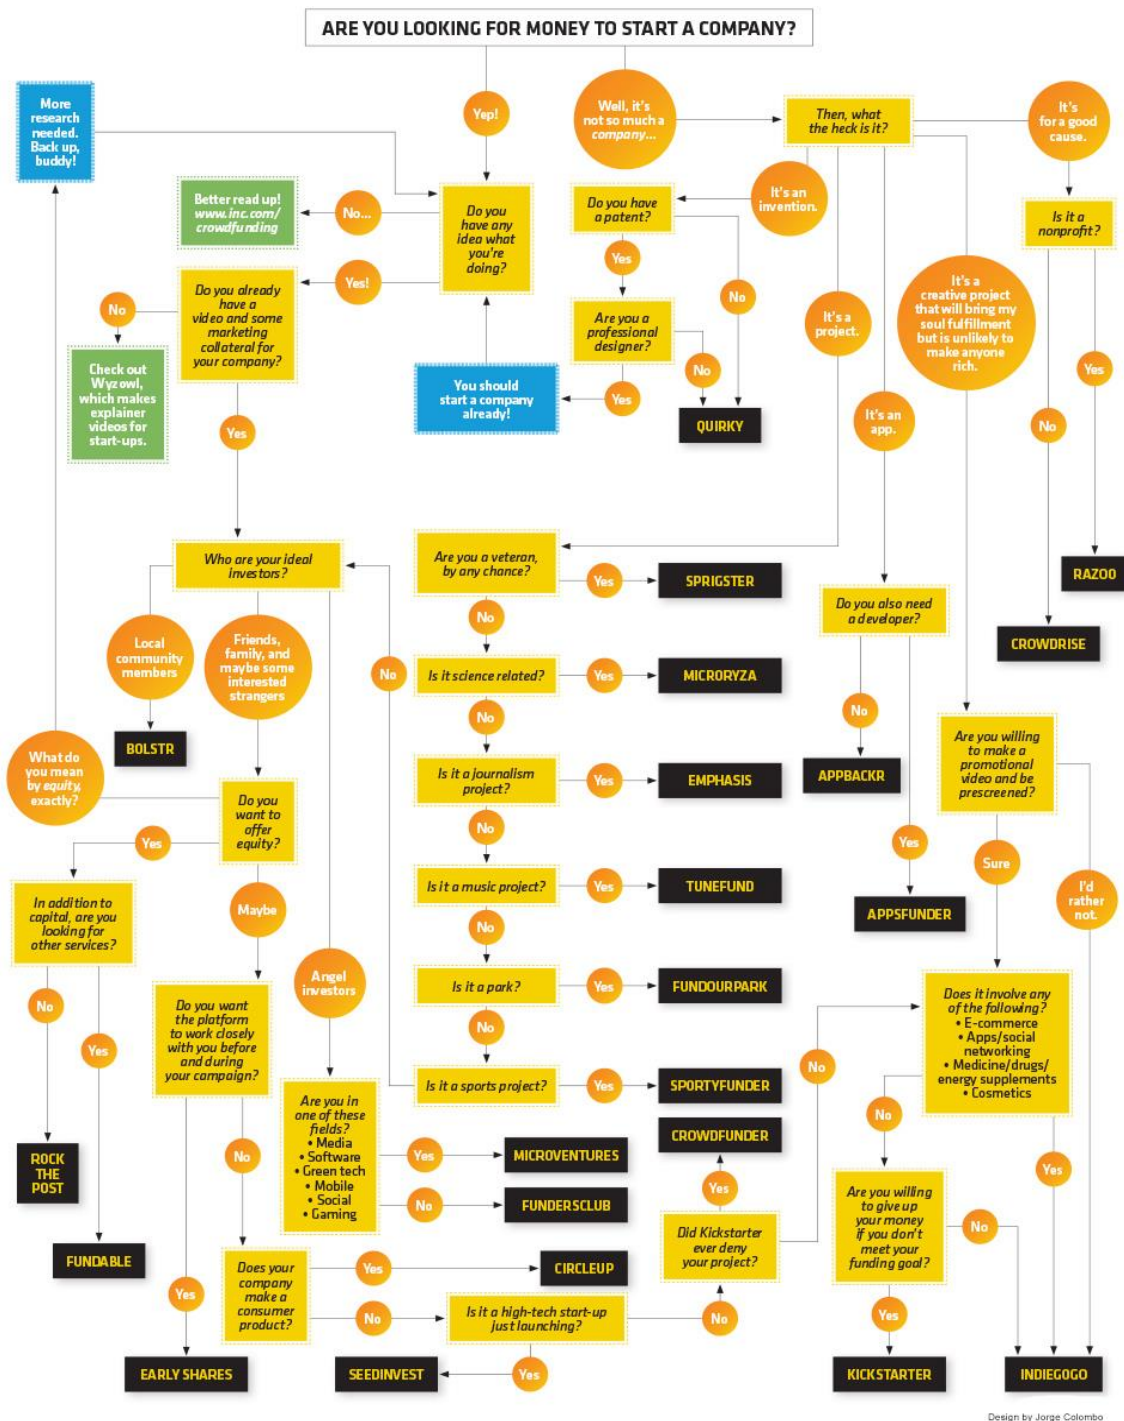 ARE YOU LOOKING FOR MONEY TO START A COMPANY?
More
research
needed.
Back up,
buddy!
Yep!
Well, it's
not so much a
company...
Then, what
the heck is it?
It's
for a good
cause.
Better read up!
www.inc.com/
crowdfunding
No...
Do you
have any
idea what
you're
doing?
Do you have
a patent?
It's an
invention.
Is it a
nonprofit?
Yes
No
Yes!
Do you already
have a
video and some
marketing
collateral for
your company?
No
Check out
Wyzowl,
which makes
explainer
videos for
start-ups.
Are you a
professional
designer?
No
Yes
You should
start a company
already!
QUIRKY
It's a
project.
It's a
creative project
that will bring my
soul fulfillment
but is unlikely to
make anyone
rich.
Yes
It's an
app.
No
Yes
Who are your ideal
investors?
Are you a veteran,
by any chance?
Yes
SPRIGSTER
RAZOO
Do you also need
a developer?
CROWDRISE
No
Local
community
members
Friends,
family, and
maybe some
interested
strangers
No
Is it science related?
Yes
MICRORYZA
No
No
BOLSTR
What do
you mean
by equity,
exactly?
Is it a journalism
project?
Yes
EMPHASIS
APPBACKR
Are you willing
to make a
promotional
video and be
prescreened?
Do you
want to
offer
equity?
No
Yes
Yes
Sure
In addition to
capital, are you
looking for
other services?
Maybe
Is it a music project?
Yes
TUNEFUND
APPSFUNDER
I'd
rather
not.
No
Angel
investors
Is it a park?
Yes
FUNDOURPARK
Does it involve any
of the following?
• E-commerce
• Apps/social
networking
• Medicine/drugs/
energy supplements
• Cosmetics
No
Yes
Do you want
the platform
to work closely
with you before
and during
your campaign?
No
No
Is it a sports project?
Yes
SPORTYFUNDER
Are you in
one of these
fields?
• Media
• Software
• Green tech
• Mobile
• Social
• Gaming
CROWDFUNDER
No
ROCK
THE
POST
No
Yes
MICROVENTURES
Yes
Yes
No
FUNDERSCLUB
Are you willing
to give up
your money
if you don't
meet your
funding goal?
No
Did Kickstarter
ever deny
your project?
FUNDABLE
Does your
company
make a
consumer
product?
Yes
CIRCLEUP
Yes
No
Is it a high-tech start-up
just launching?
No
Yes
EARLY SHARES
SEEDINVEST
Yes
KICKSTARTER
INDIEGOGO
Design by Jorge Colombo